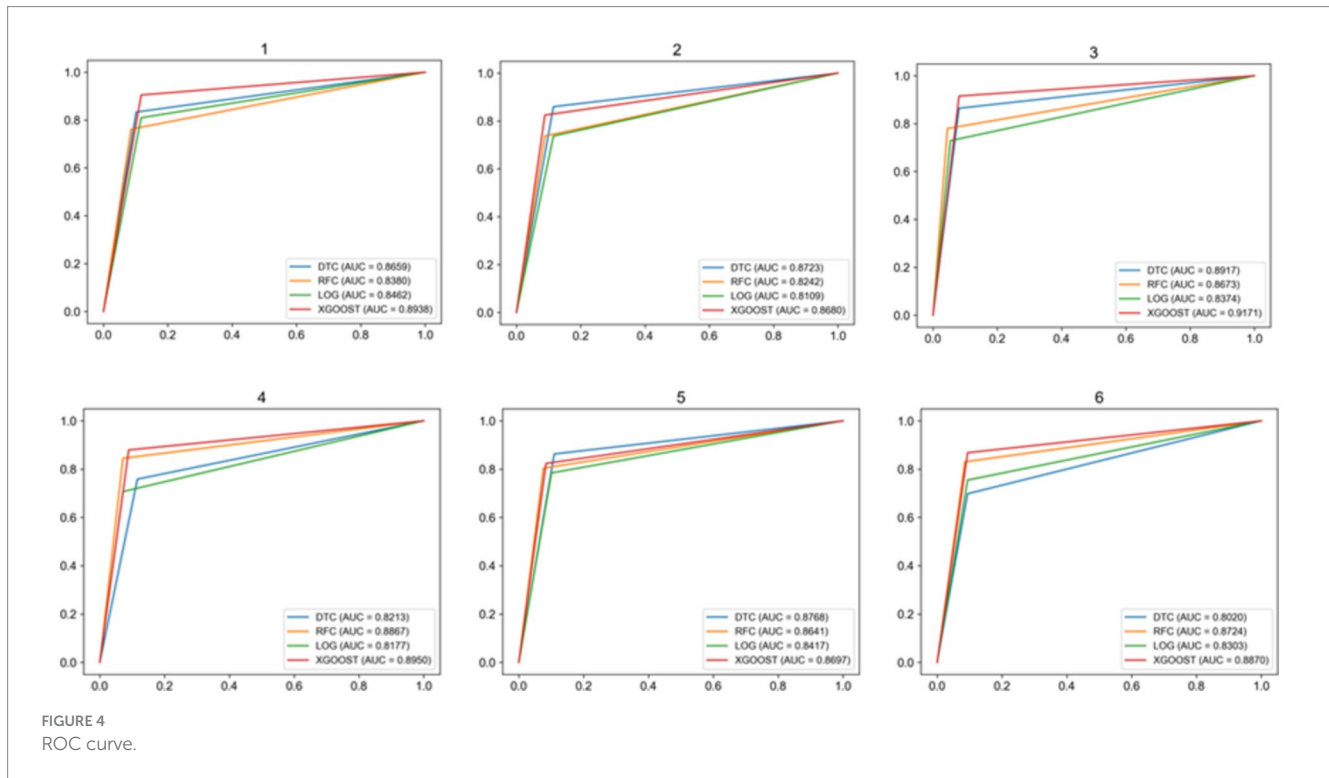 1
1.0
0.8
0.6
0.4
0.2
0.0
DTC (AUC = 0.8659)
RFC (AUC = 0.8380)
LOG (AUC = 0.8462)
XGOOST (AUC = 0.8938)
0.0 0.2 0.4 0.6 0.8 1.0
2
1.0
0.8
0.6
0.4
0.2
0.0
DTC (AUC = 0.8723)
RFC (AUC = 0.8242)
LOG (AUC = 0.8109)
XGOOST (AUC = 0.8680)
0.0 0.2 0.4 0.6 0.8 1.0
3
1.0
0.8
0.6
0.4
0.2
0.0
DTC (AUC = 0.8917)
RFC (AUC = 0.8673)
LOG (AUC = 0.8374)
XGOOST (AUC = 0.9171)
0.0 0.2 0.4 0.6 0.8 1.0
4
1.0
0.8
0.6
0.4
0.2
0.0
DTC (AUC = 0.8213)
RFC (AUC = 0.8867)
LOG (AUC = 0.8177)
XGOOST (AUC = 0.8950)
0.0 0.2 0.4 0.6 0.8 1.0
5
1.0
0.8
0.6
0.4
0.2
0.0
DTC (AUC = 0.8768)
RFC (AUC = 0.8641)
LOG (AUC = 0.8417)
XGOOST (AUC = 0.8697)
0.0 0.2 0.4 0.6 0.8 1.0
6
1.0
0.8
0.6
0.4
0.2
0.0
DTC (AUC = 0.8020)
RFC (AUC = 0.8724)
LOG (AUC = 0.8303)
XGOOST (AUC = 0.8870)
0.0 0.2 0.4 0.6 0.8 1.0
FIGURE 4
ROC curve.